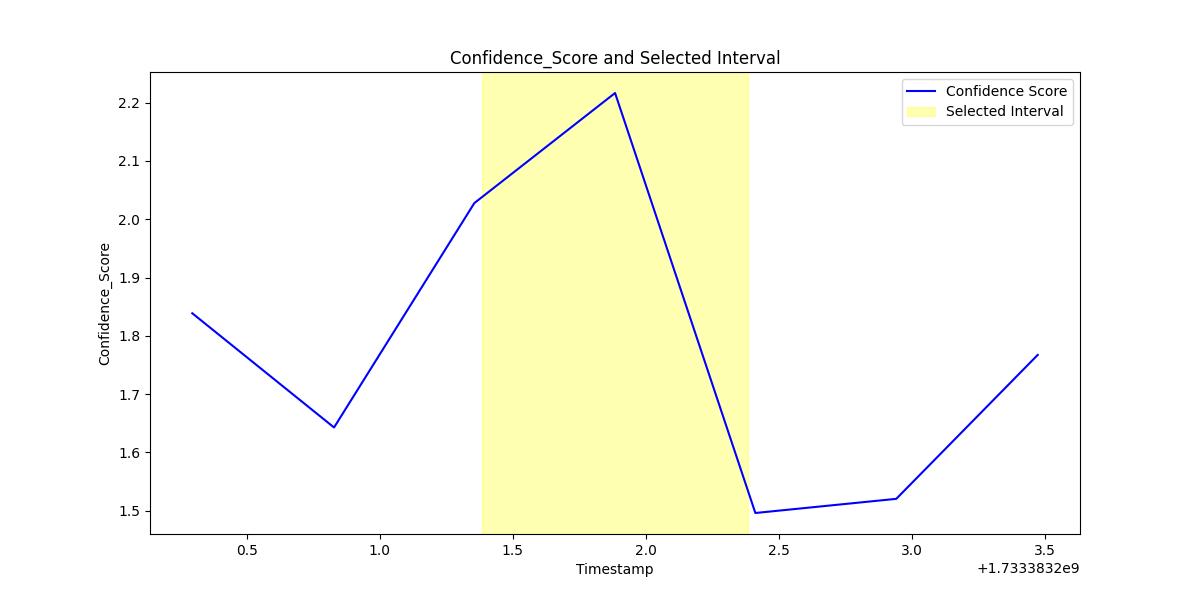 Confidence_Score and Selected Interval
Confidence Score
Selected Interval
Confidence_Score
2.2
2.1
2.0
1.9
1.8
1.7
1.6
1.5
0.5 1.0 1.5 2.0 2.5 3.0 3.5
Timestamp
+1.7333832e9